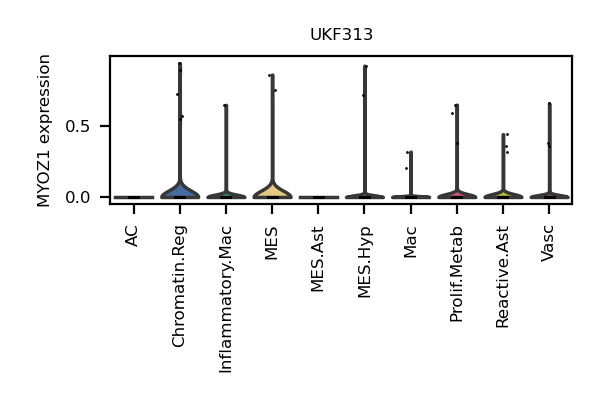 UKF313
MYOZ1 expression
0.5
0.0
AC
Chromatin.Reg
Inflammatory.Mac
MES
MES.Ast
MES.Hyp
Mac
Prolif.Metab
Reactive.Ast
Vasc